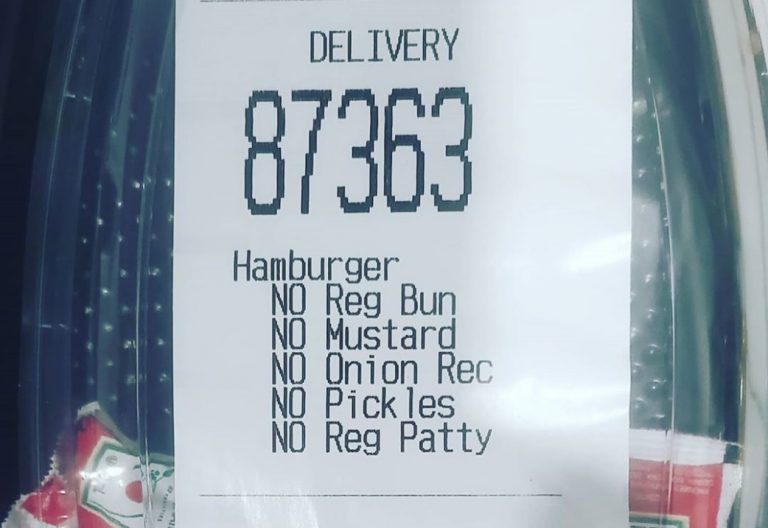 DELIVERY
87363
Hamburger
NO Reg Bun
NO Mustard
NO Onion Rec
NO Pickles
NO Reg Patty